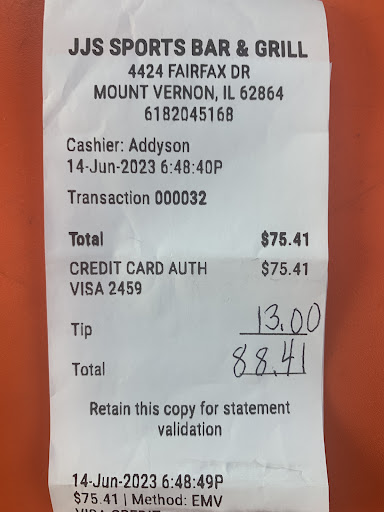 JJS SPORTS BAR & GRILL
4424 FAIRFAX DR
MOUNT VERNON, IL 62864
6182045168
Cashier: Addyson
14-Jun-2023 6:48:40P
Transaction 000032
Total $75.41
CREDIT CARD AUTH $75.41
VISA 2459
Tip 13.00
Total 88.41
Retain this copy for statement
validation
14-Jun-2023 6:48:49P
$75.41 | Method: EMV
VISA CREDIT